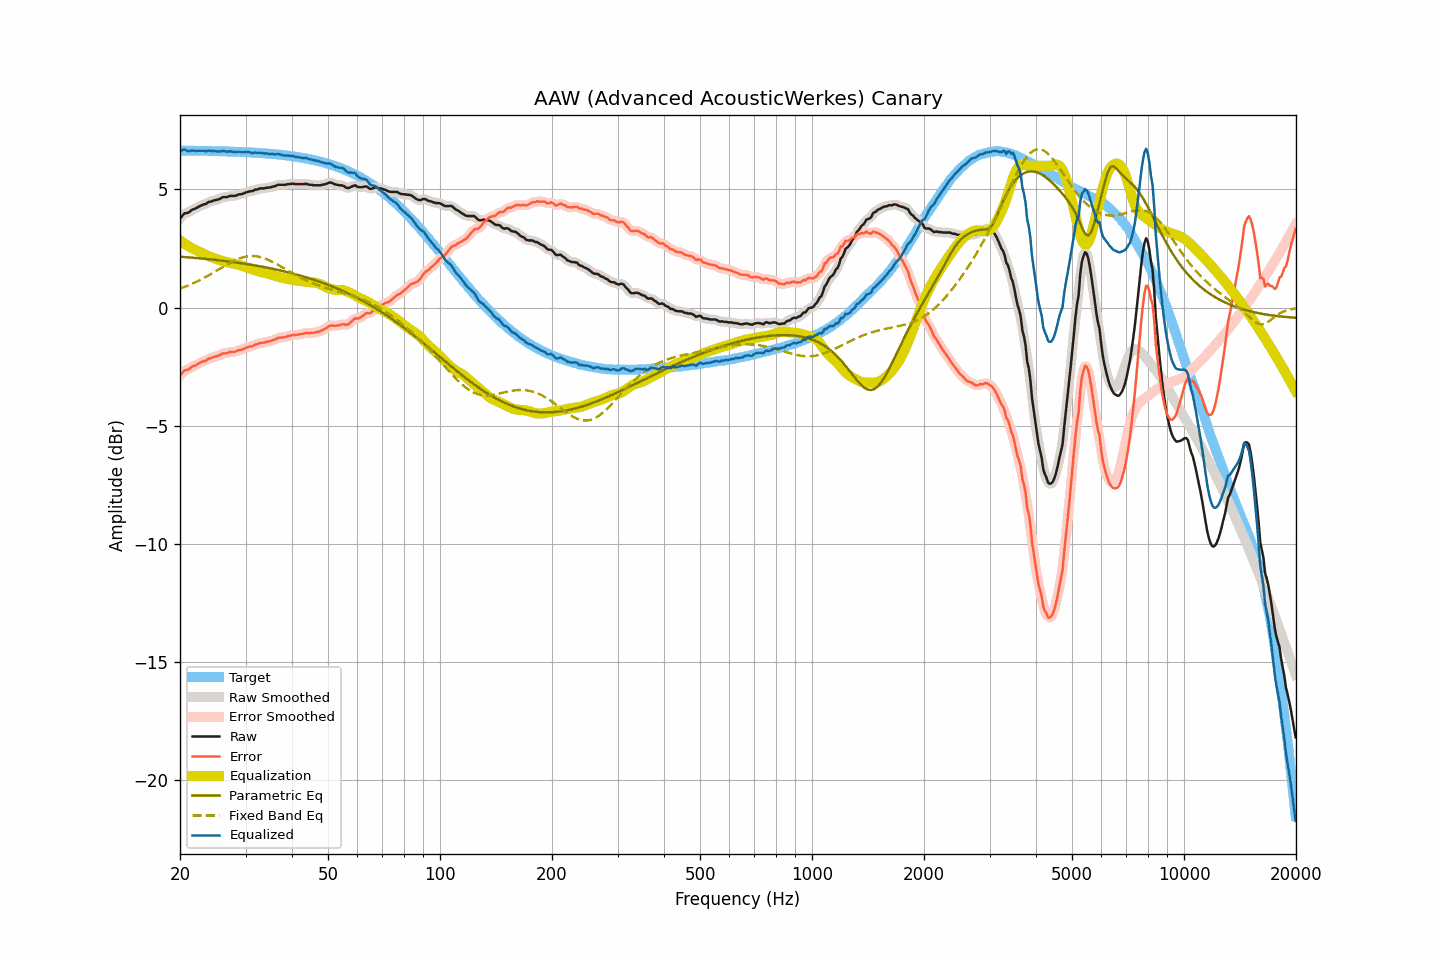 AAW (Advanced AcousticWerkes) Canary
Amplitude (dBr)
5
0
−5
−10
−15
−20
Target
Raw Smoothed
Error Smoothed
Raw
Error
Equalization
Parametric Eq
Fixed Band Eq
Equalized
20 50 100 200 500 1000 2000 5000 10000 20000
Frequency (Hz)